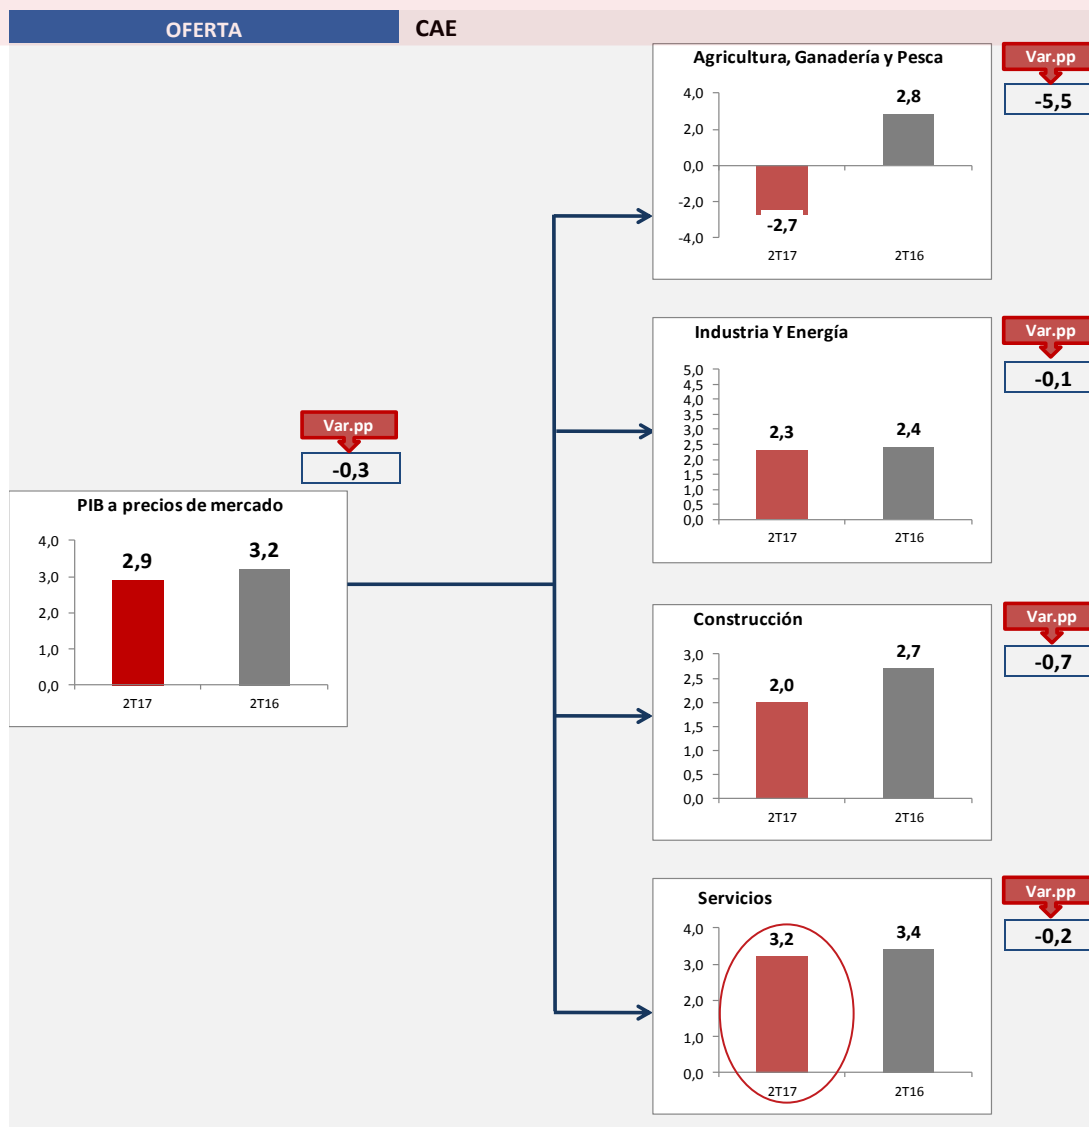 OFERTA
CAE
Agricultura, Ganadería y Pesca
4,0
2,0
0,0
-2,0
-4,0
2,8
-2,7
2T17
2T16
Var.pp
-5,5
Industria Y Energía
5,0
4,5
4,0
3,5
3,0
2,5
2,0
1,5
1,0
0,5
0,0
2,3
2,4
2T17
2T16
Var.pp
-0,1
Var.pp
-0,3
PIB a precios de mercado
4,0
3,0
2,0
1,0
0,0
2,9
3,2
2T17
2T16
Construcción
3,0
2,5
2,0
1,5
1,0
0,5
0,0
2,0
2,7
2T17
2T16
Var.pp
-0,7
Servicios
4,0
3,0
2,0
1,0
0,0
3,2
3,4
2T17
2T16
Var.pp
-0,2